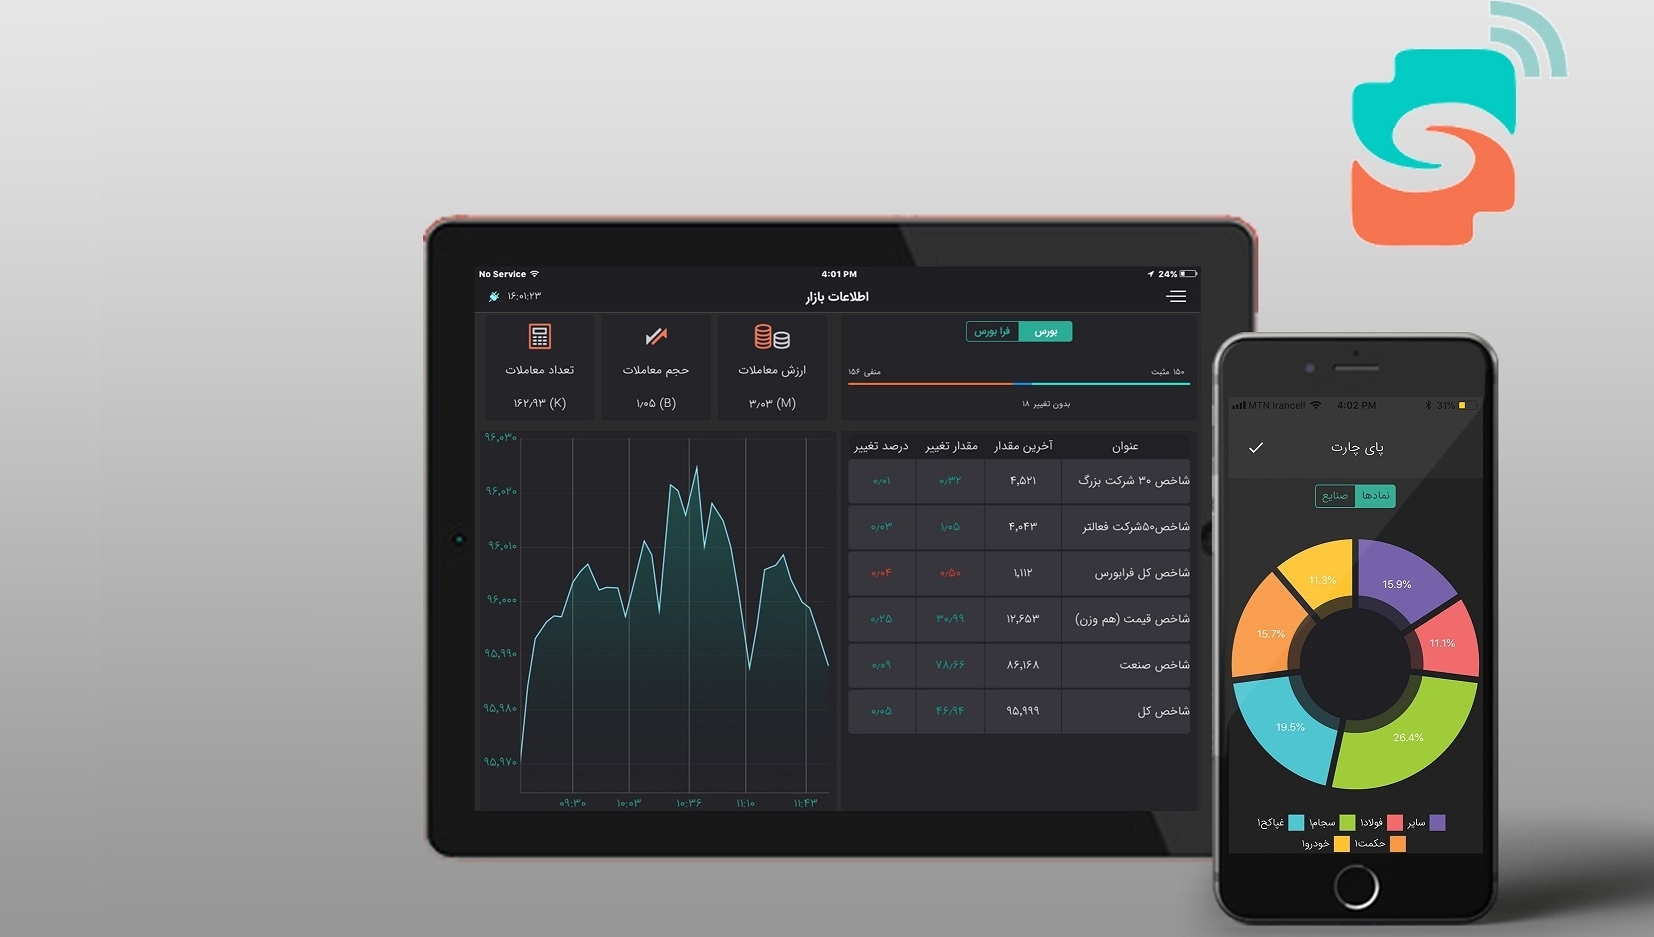 No Service 4:01 PM 24%
۱۶:۰۱:۲۳ اطلاعات بازار
بورس فرا بورس
ارزش معاملات حجم معاملات تعداد معاملات
۳٫۰۳ (M) ۱٫۰۵ (B) ۱۶۲٫۹۳ (K)
۱۵۰ مثبت منفی ۱۵۶
بدون تغییر ۱۸
عنوان آخرین مقدار مقدار تغییر درصد تغییر
شاخص ۳۰ شرکت بزرگ ۴,۵۲۱ ۰٫۳۲ ۰٫۰۱
شاخص۵۰شرکت فعالتر ۴,۰۴۳ ۱٫۰۵ ۰٫۰۳
شاخص کل فرابورس ۱,۱۱۲ ۰٫۵۰ ۰٫۰۴
شاخص قیمت (هم وزن) ۱۲,۶۵۳ ۳۰٫۹۹ ۰٫۲۵
شاخص صنعت ۸۶,۱۶۸ ۷۸٫۶۶ ۰٫۰۹
شاخص کل ۹۵,۹۹۹ ۴۶٫۹۴ ۰٫۰۵
۹۶,۰۳۰
۹۶,۰۲۰
۹۶,۰۱۰
۹۶,۰۰۰
۹۵,۹۹۰
۹۵,۹۸۰
۹۵,۹۷۰
۰۹:۳۰ ۱۰:۰۳ ۱۰:۳۶ ۱۱:۱۰ ۱۱:۴۳
MTN Irancell 4:02 PM 31%
پای چارت
نمادها صنایع
11.3% 15.9%
15.7% 11.1%
19.5% 26.4%
سایر فولاد۱ سجام۱ غپاکح۱
حکمت۱ خودرو۱